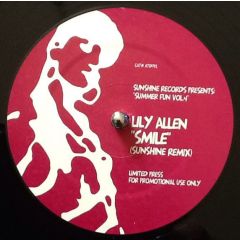 SUNSHINE RECORDS PRESENTS:
"SUMMER FUN VOL.1"
LILY ALLEN
"SMILE"
(SUNSHINE REMIX)
LIMITED PRESS
FOR PROMOTIONAL USE ONLY